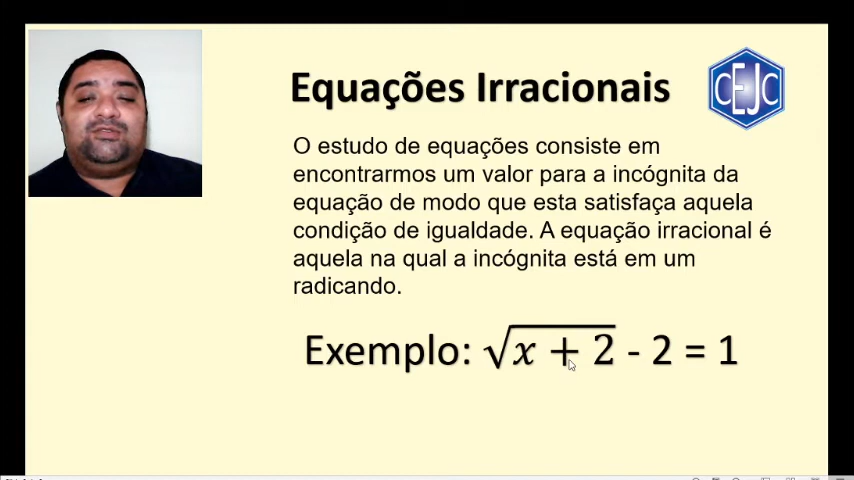 Equações Irracionais
CEJC
O estudo de equações consiste em
encontrarmos um valor para a incógnita da
equação de modo que esta satisfaça aquela
condição de igualdade. A equação irracional é
aquela na qual a incógnita está em um
radicando.
Exemplo: √(x + 2) - 2 = 1